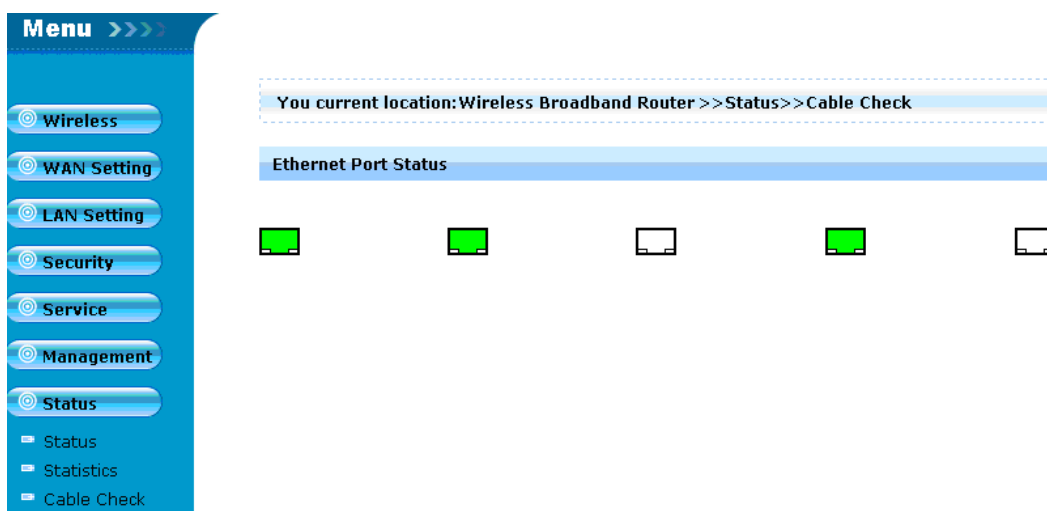 Menu >>>>
You current location:Wireless Broadband Router >>Status>>Cable Check
Ethernet Port Status
Wireless
WAN Setting
LAN Setting
Security
Service
Management
Status
Status
Statistics
Cable Check